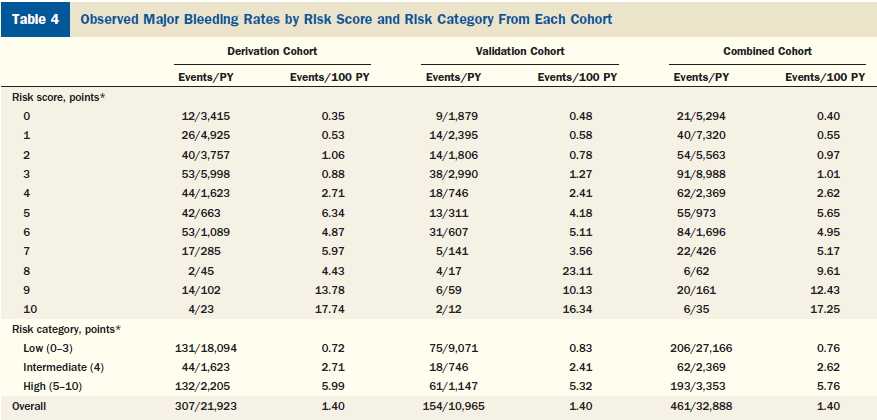 Table 4 Observed Major Bleeding Rates by Risk Score and Risk Category From Each Cohort
Derivation Cohort Validation Cohort Combined Cohort
Events/PY Events/100 PY Events/PY Events/100 PY Events/PY Events/100 PY
Risk score, points*
0 12/3,415 0.35 9/1,879 0.48 21/5,294 0.40
1 26/4,925 0.53 14/2,395 0.58 40/7,320 0.55
2 40/3,757 1.06 14/1,806 0.78 54/5,563 0.97
3 53/5,998 0.88 38/2,990 1.27 91/8,988 1.01
4 44/1,623 2.71 18/746 2.41 62/2,369 2.62
5 42/663 6.34 13/311 4.18 55/973 5.65
6 53/1,089 4.87 31/607 5.11 84/1,696 4.95
7 17/285 5.97 5/141 3.56 22/426 5.17
8 2/45 4.43 4/17 23.11 6/62 9.61
9 14/102 13.78 6/59 10.13 20/161 12.43
10 4/23 17.74 2/12 16.34 6/35 17.25
Risk category, points*
Low (0–3) 131/18,094 0.72 75/9,071 0.83 206/27,166 0.76
Intermediate (4) 44/1,623 2.71 18/746 2.41 62/2,369 2.62
High (5–10) 132/2,205 5.99 61/1,147 5.32 193/3,353 5.76
Overall 307/21,923 1.40 154/10,965 1.40 461/32,888 1.40